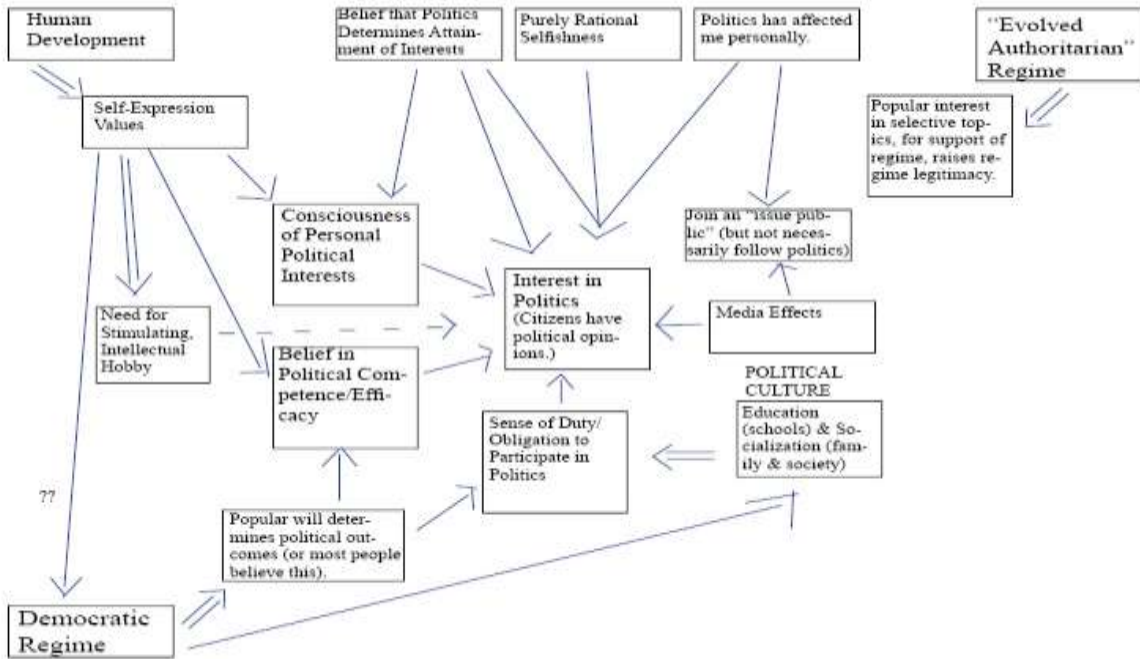 Human
Development
Belief that Politics
Determines Attain-
ment of Interests
Purely Rational
Selfishness
Politics has affected
me personally.
“Evolved
Authoritarian”
Regime
Self-Expression
Values
Popular interest
in selective top-
ics, for support of
regime, raises re-
gime legitimacy.
Consciousness
of Personal
Political
Interests
Join an “issue pub-
lic” (but not neces-
sarily follow politics)
Interest in
Politics
(Citizens have
political opin-
ions.)
Need for
Stimulating,
Intellectual
Hobby
Media Effects
Belief in
Political Com-
petence/Effi-
cacy
POLITICAL
CULTURE
Education
(schools) & So-
cialization (fam-
ily & society)
Sense of Duty/
Obligation to
Participate in
Politics
??
Popular will deter-
mines political out-
comes (or most people
believe this).
Democratic
Regime